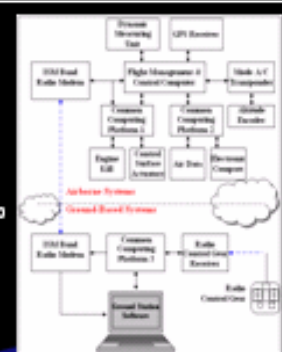 Dynamic
Measuring
Unit
GPS Receiver
ISM Band
Radio Modem
Flight Management &
Control Computer
Mode A/C
Transponder
Common
Computing
Platform 1
Common
Computing
Platform 2
Altitude
Encoder
Engine
Kill
Control
Surface
Actuators
Air Data
Electronic
Compass
Airborne Systems
Ground-Based Systems
ISM Band
Radio Modem
Common
Computing
Platform 3
Radio
Control Gear
Receiver
Ground Station
Software
Radio
Control Gear